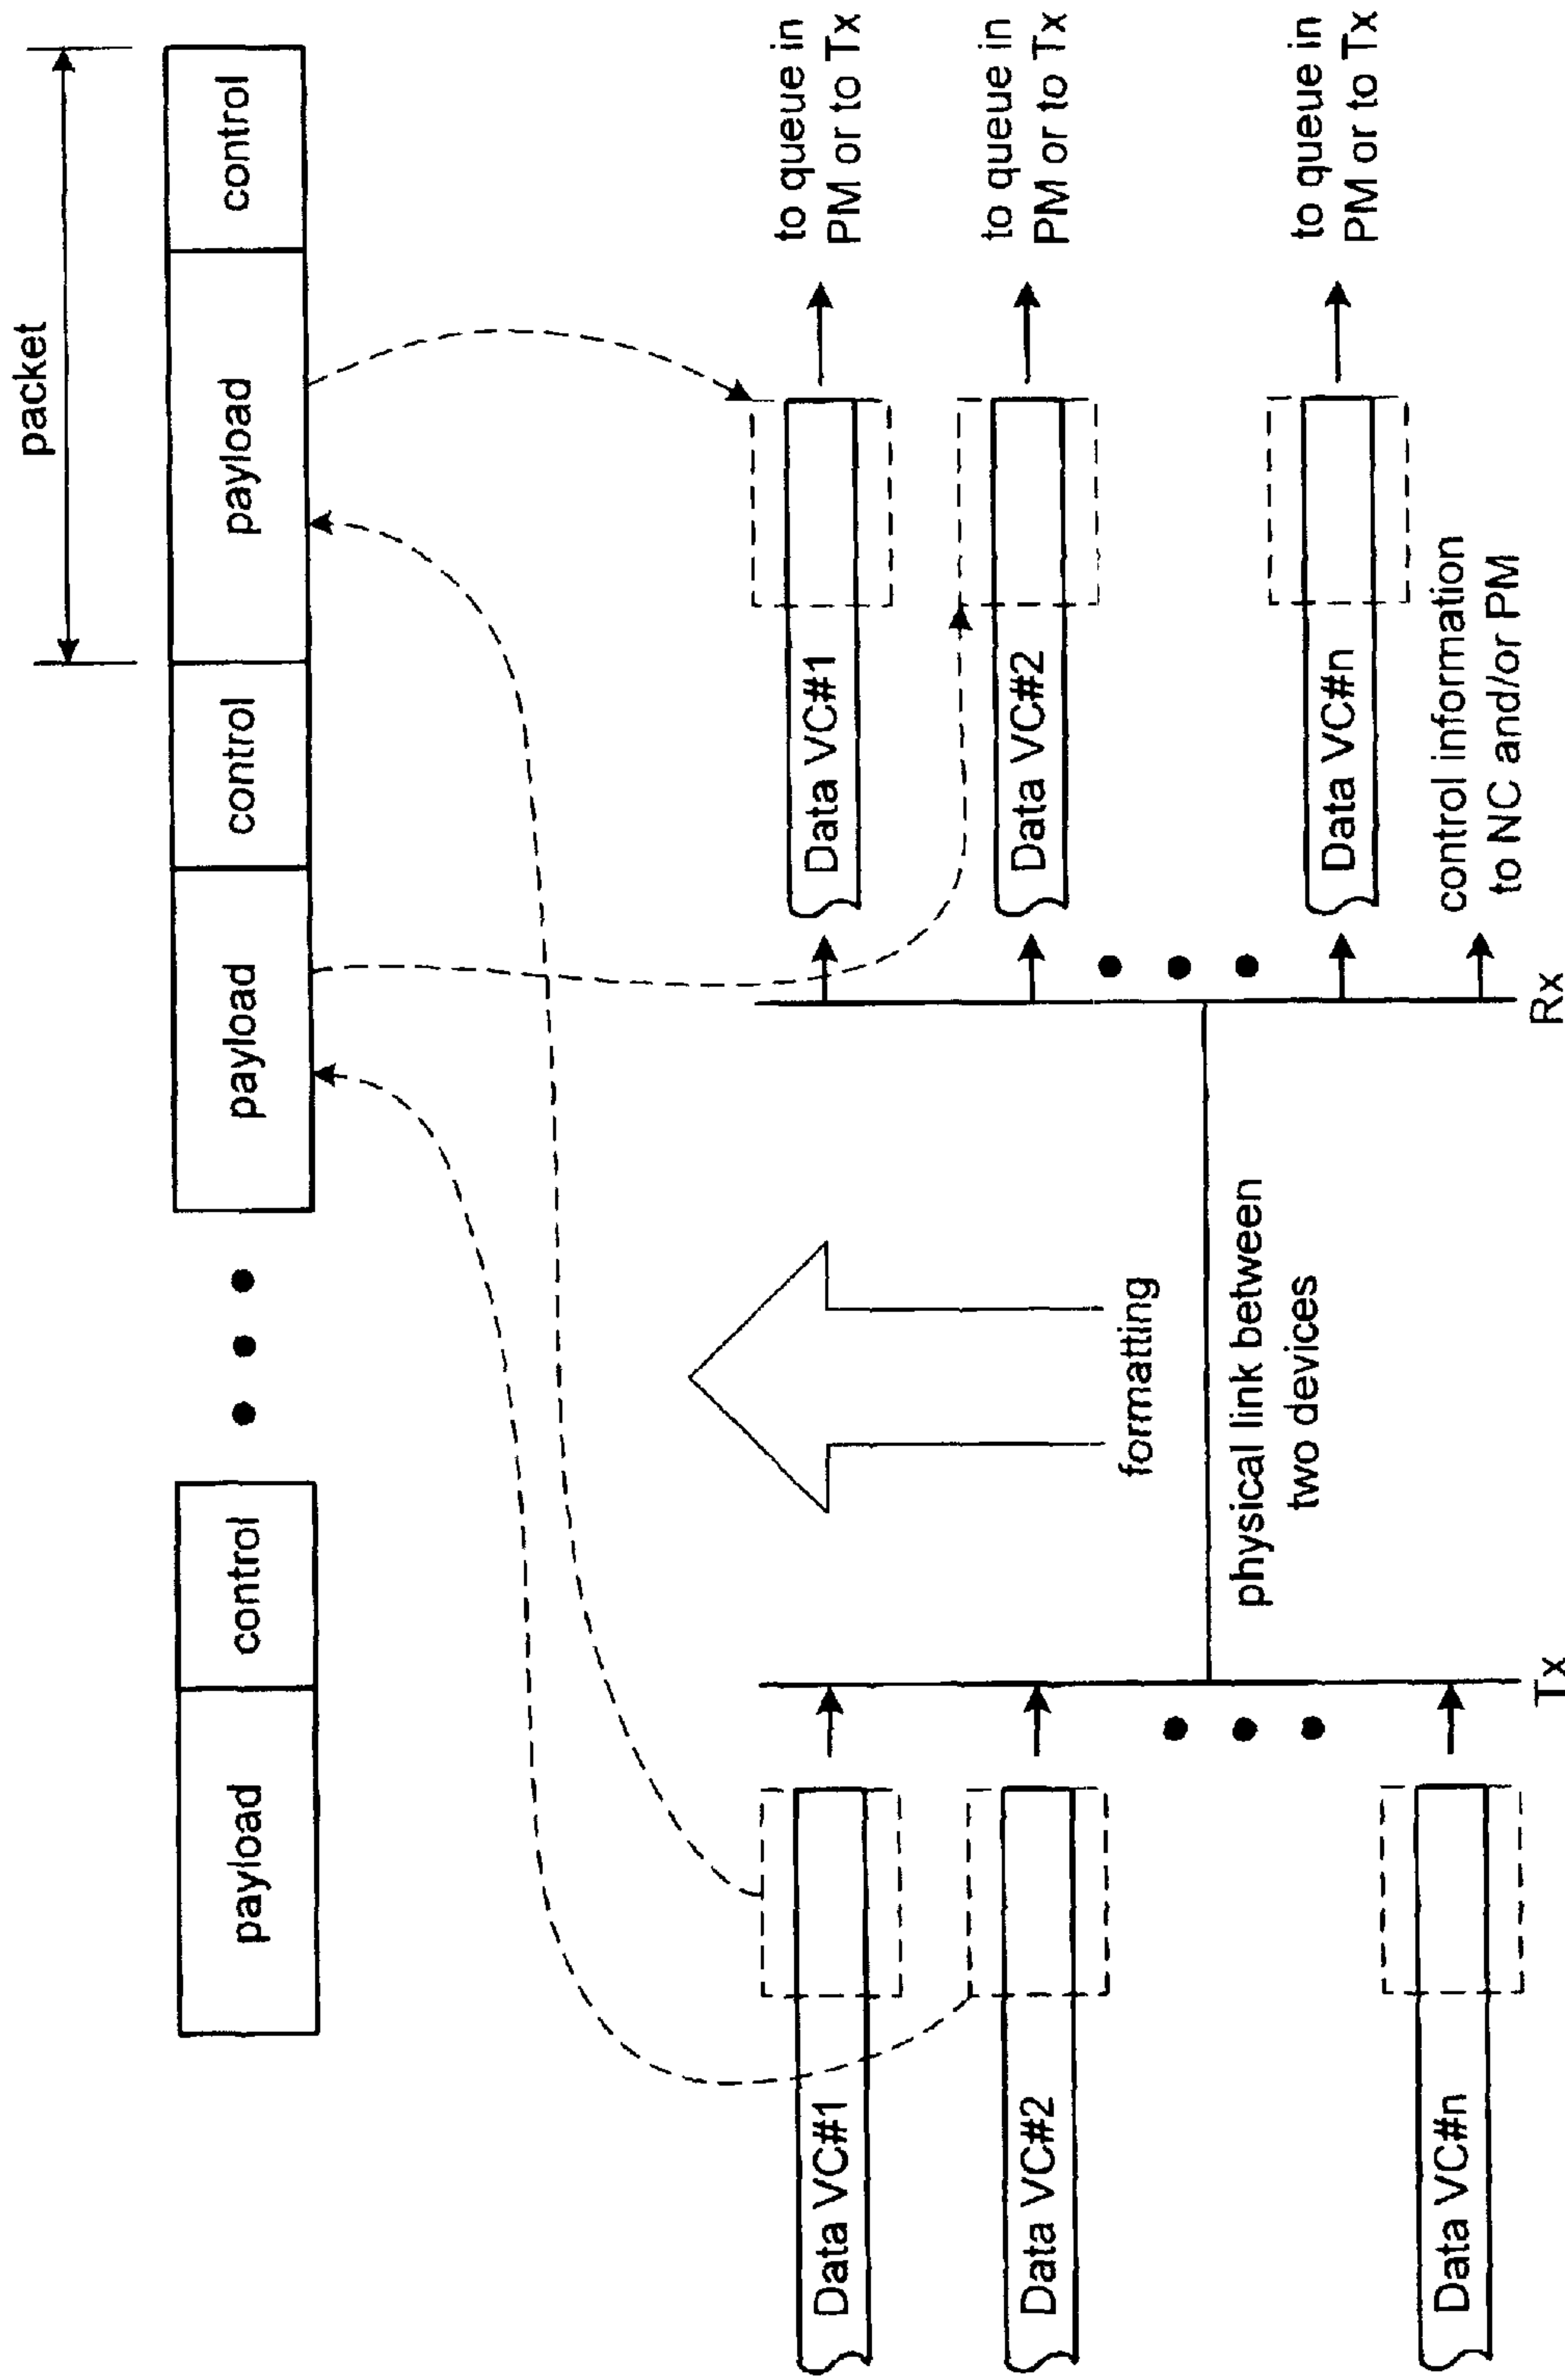 packet
payload
control
payload
control
payload
control
Data VC#1
Data VC#2
Data VC#n
Tx
formatting
physical link between
two devices
Rx
Data VC#1
Data VC#2
Data VC#n
control information
to NC and/or PM
to queue in
PM or to Tx
to queue in
PM or to Tx
to queue in
PM or to Tx